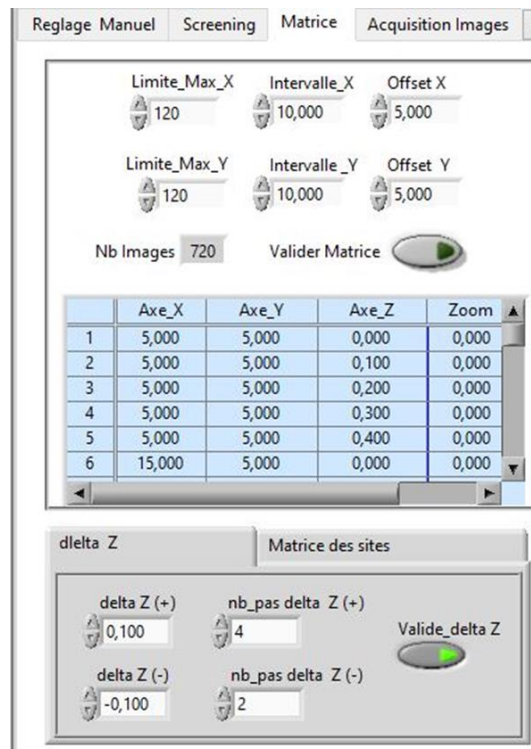 Reglage Manuel Screening Matrice Acquisition Images
Limite_Max_X Intervalle_X Offset X
120 10,000 5,000
Limite_Max_Y Intervalle _Y Offset Y
120 10,000 5,000
Nb Images 720 Valider Matrice
Axe_X Axe_Y Axe_Z Zoom
1 5,000 5,000 0,000 0,000
2 5,000 5,000 0,100 0,000
3 5,000 5,000 0,200 0,000
4 5,000 5,000 0,300 0,000
5 5,000 5,000 0,400 0,000
6 15,000 5,000 0,000 0,000
dlelta Z Matrice des sites
delta Z (+) nb_pas delta Z (+)
0,100 4 Valide_delta Z
delta Z (-) nb_pas delta Z (-)
-0,100 2